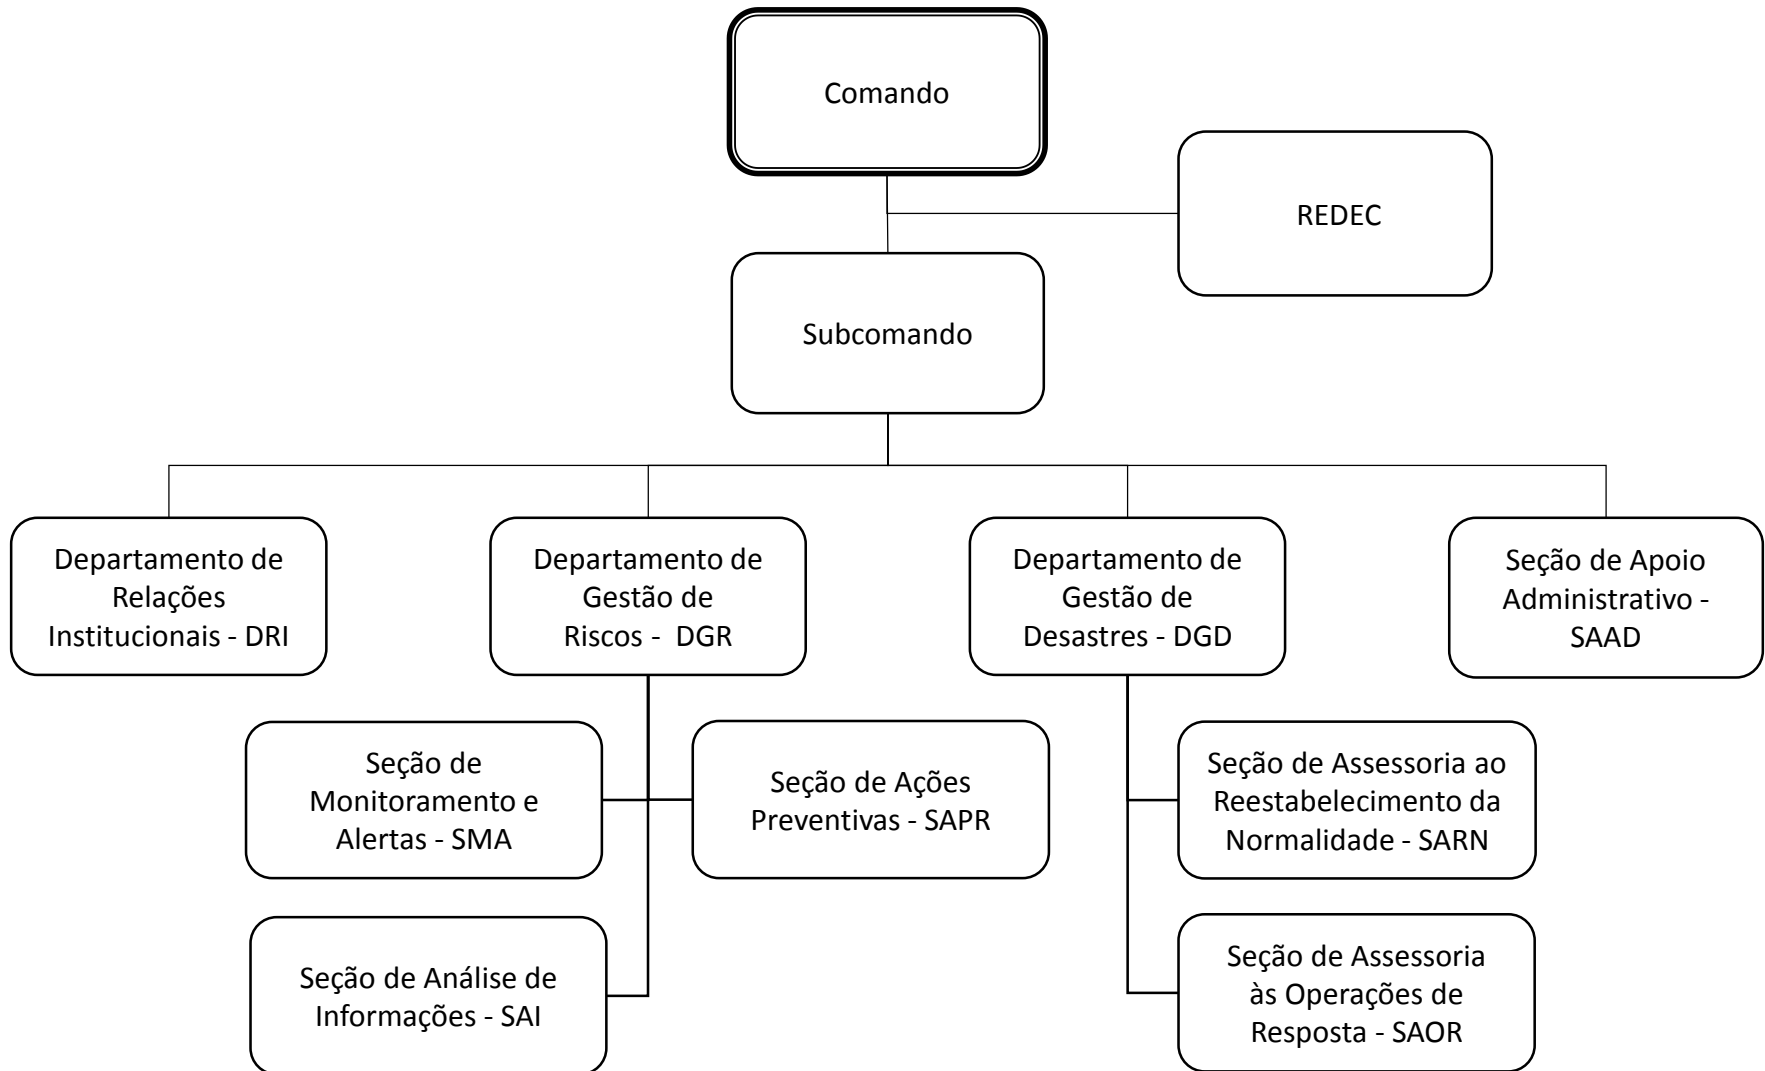 Comando
REDEC
Subcomando
Departamento de
Relações
Institucionais - DRI
Departamento de
Gestão de
Riscos -  DGR
Departamento de
Gestão de
Desastres - DGD
Seção de Apoio
Administrativo -
SAAD
Seção de
Monitoramento e
Alertas - SMA
Seção de Ações
Preventivas - SAPR
Seção de Assessoria ao
Reestabelecimento da
Normalidade - SARN
Seção de Análise de
Informações - SAI
Seção de Assessoria
às Operações de
Resposta - SAOR